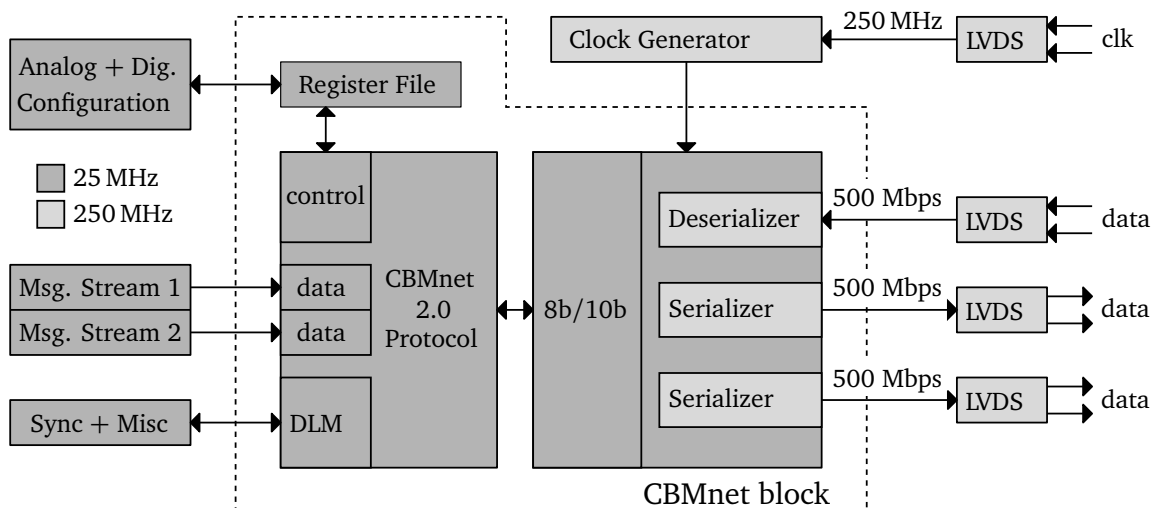 Analog + Dig.
Configuration
Register File
Clock Generator
250 MHz
LVDS
clk
25 MHz
250 MHz
control
Msg. Stream 1
Msg. Stream 2
data
data
CBMnet
2.0
Protocol
Sync + Misc
DLM
8b/10b
Deserializer
500 Mbps
LVDS
data
Serializer
500 Mbps
LVDS
data
Serializer
500 Mbps
LVDS
data
CBMnet block